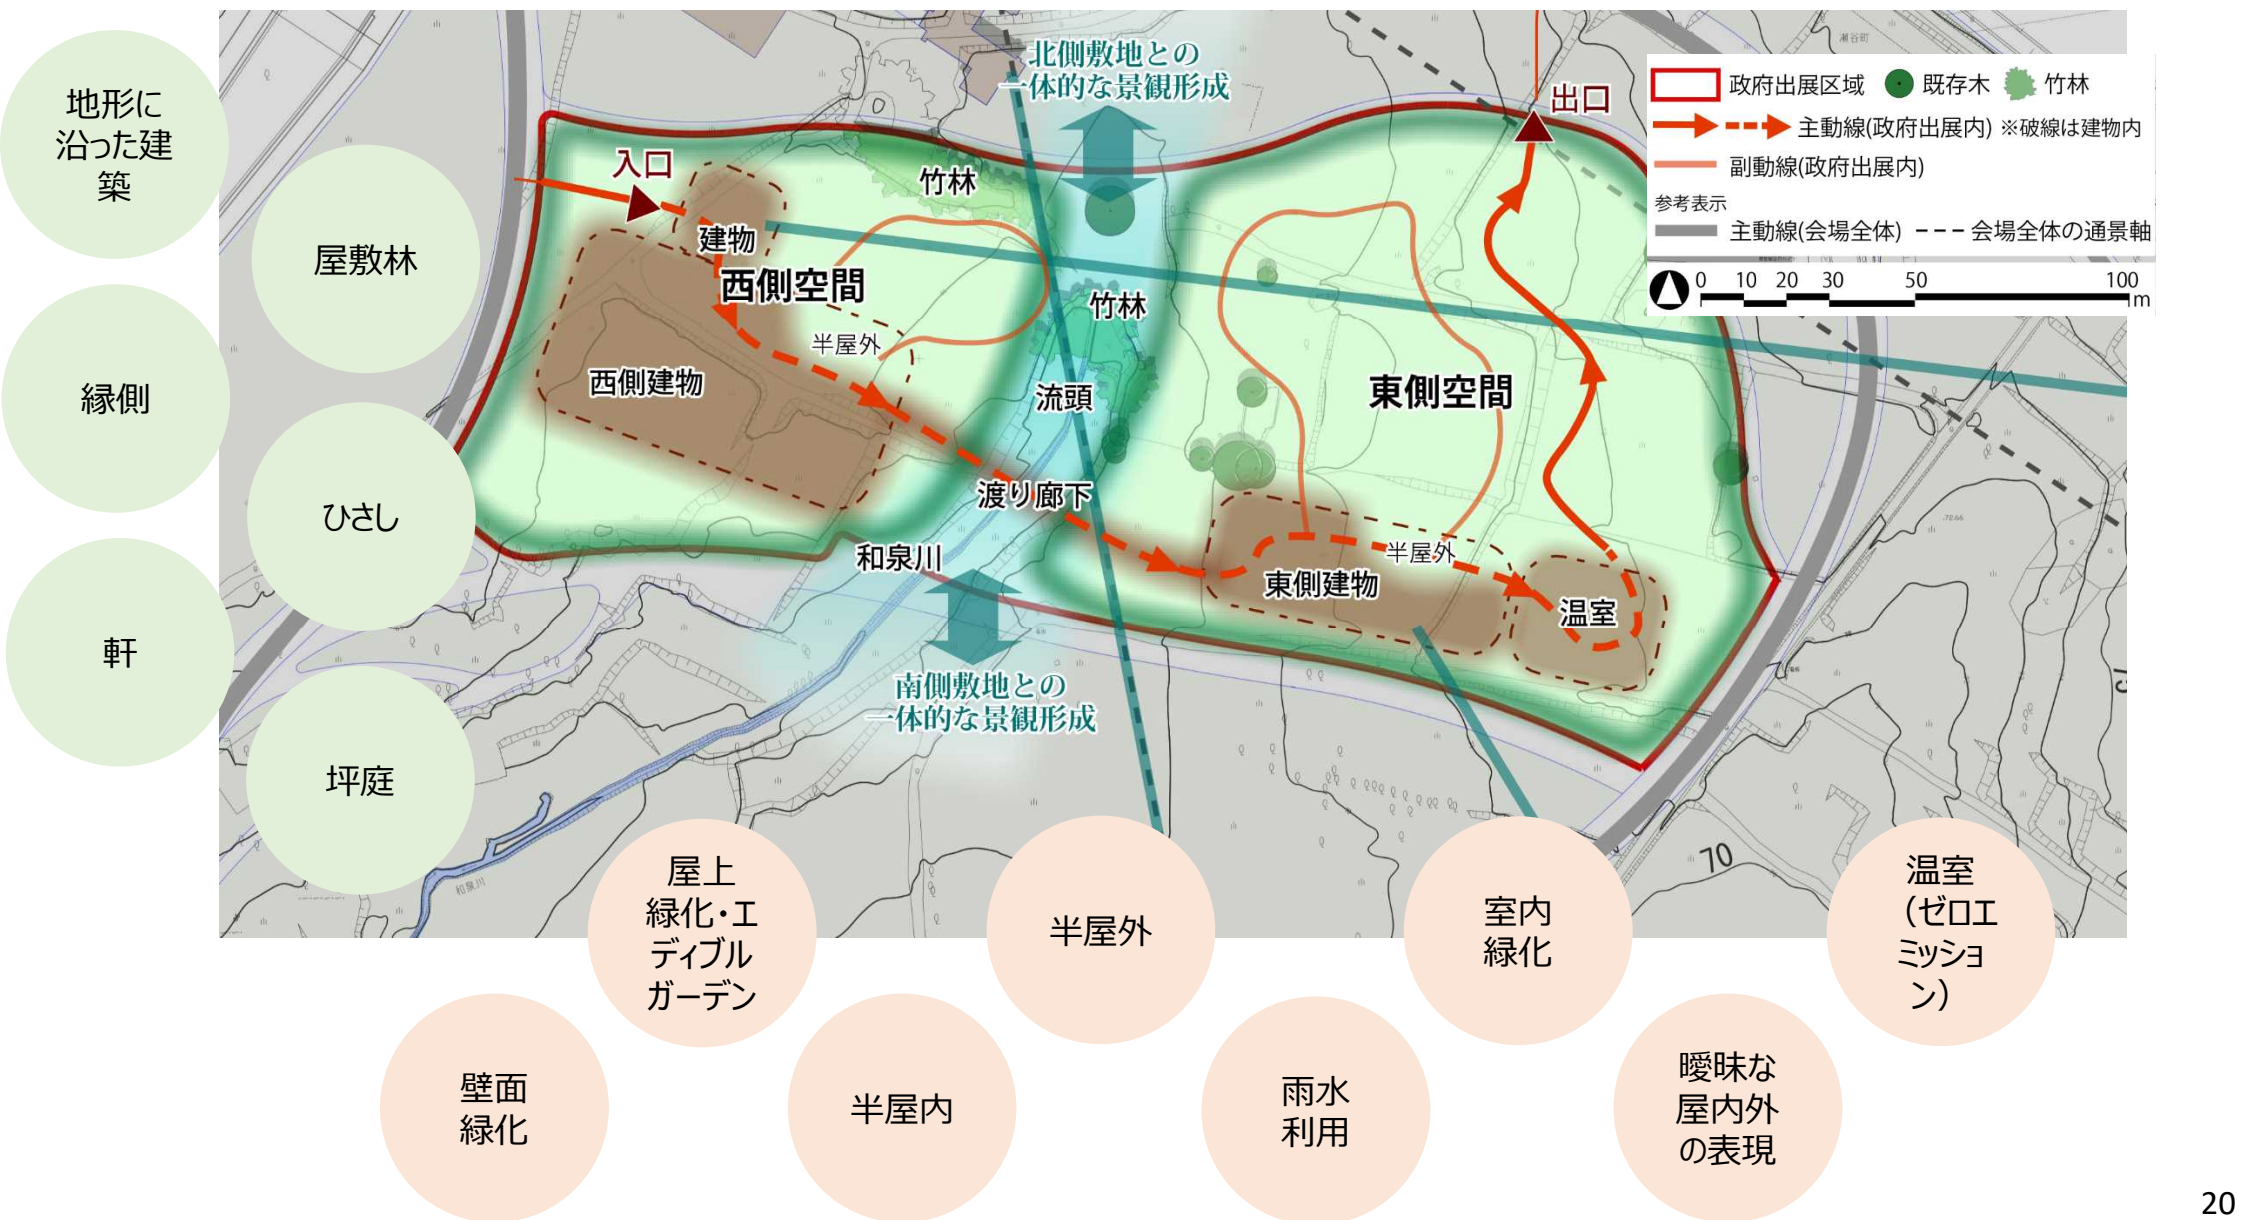 地形に
沿った建
築
屋敷林
縁側
ひさし
軒
坪庭
北側敷地との
一体的な景観形成
入口
出口
竹林
建物
西側空間
半屋外
西側建物
竹林
流頭
東側空間
渡り廊下
和泉川
半屋外
東側建物
温室
南側敷地との
一体的な景観形成
瀬谷町
政府出展区域
既存木
竹林
主動線(政府出展内) ※破線は建物内
副動線(政府出展内)
参考表示
主動線(会場全体)
会場全体の通景軸
0 10 20 30 50 100
m
72.66
75
70
和泉川
屋上
緑化・エ
ディブル
ガーデン
半屋外
室内
緑化
温室
（ゼロエ
ミッショ
ン）
壁面
緑化
半屋内
雨水
利用
曖昧な
屋内外
の表現
20